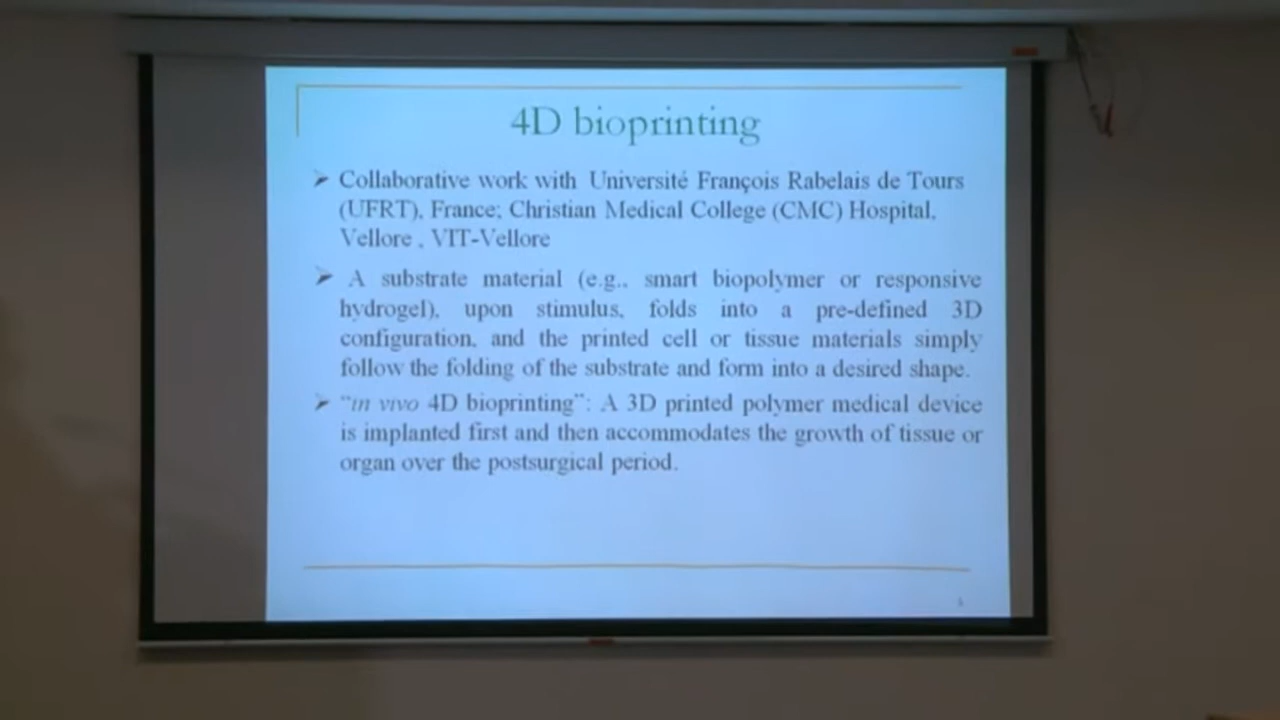 4D bioprinting
➤ Collaborative work with Université François Rabelais de Tours
(UFRT), France; Christian Medical College (CMC) Hospital,
Vellore , VIT-Vellore
➤ A substrate material (e.g., smart biopolymer or responsive
hydrogel), upon stimulus, folds into a pre-defined 3D
configuration, and the printed cell or tissue materials simply
follow the folding of the substrate and form into a desired shape.
➤ "in vivo 4D bioprinting": A 3D printed polymer medical device
is implanted first and then accommodates the growth of tissue or
organ over the postsurgical period.